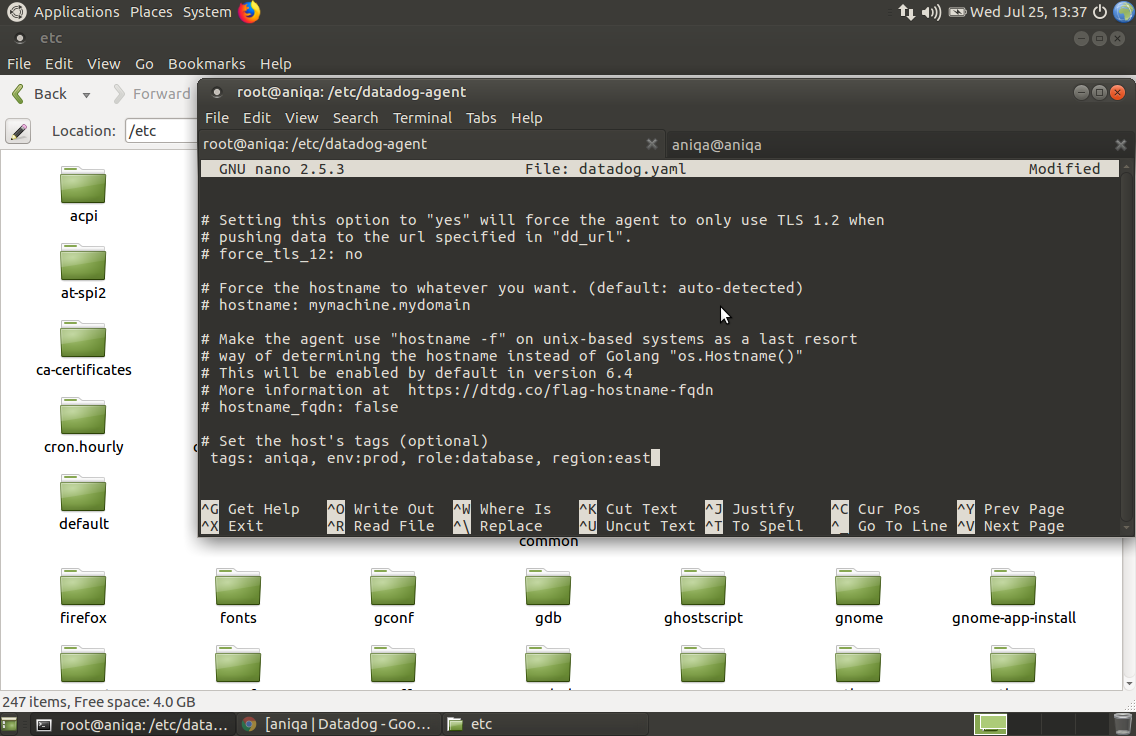 Applications Places System Wed Jul 25, 13:37
etc
File Edit View Go Bookmarks Help
Back Forward
Location: /etc
root@aniqa: /etc/datadog-agent
File Edit View Search Terminal Tabs Help
root@aniqa: /etc/datadog-agent aniqa@aniqa
GNU nano 2.5.3 File: datadog.yaml Modified
# Setting this option to "yes" will force the agent to only use TLS 1.2 when
# pushing data to the url specified in "dd_url".
# force_tls_12: no
# Force the hostname to whatever you want. (default: auto-detected)
# hostname: mymachine.mydomain
# Make the agent use "hostname -f" on unix-based systems as a last resort
# way of determining the hostname instead of Golang "os.Hostname()"
# This will be enabled by default in version 6.4
# More information at  https://dtdg.co/flag-hostname-fqdn
# hostname_fqdn: false
# Set the host's tags (optional)
tags: aniqa, env:prod, role:database, region:east
^G Get Help ^O Write Out ^W Where Is ^K Cut Text ^J Justify ^C Cur Pos ^Y Prev Page
^X Exit ^R Read File ^\ Replace ^U Uncut Text ^T To Spell ^_ Go To Line ^V Next Page
acpi
at-spi2
ca-certificates
cron.hourly
default
common
firefox fonts gconf gdb ghostscript gnome gnome-app-install
247 items, Free space: 4.0 GB
root@aniqa: /etc/data... [aniqa | Datadog - Goo... etc